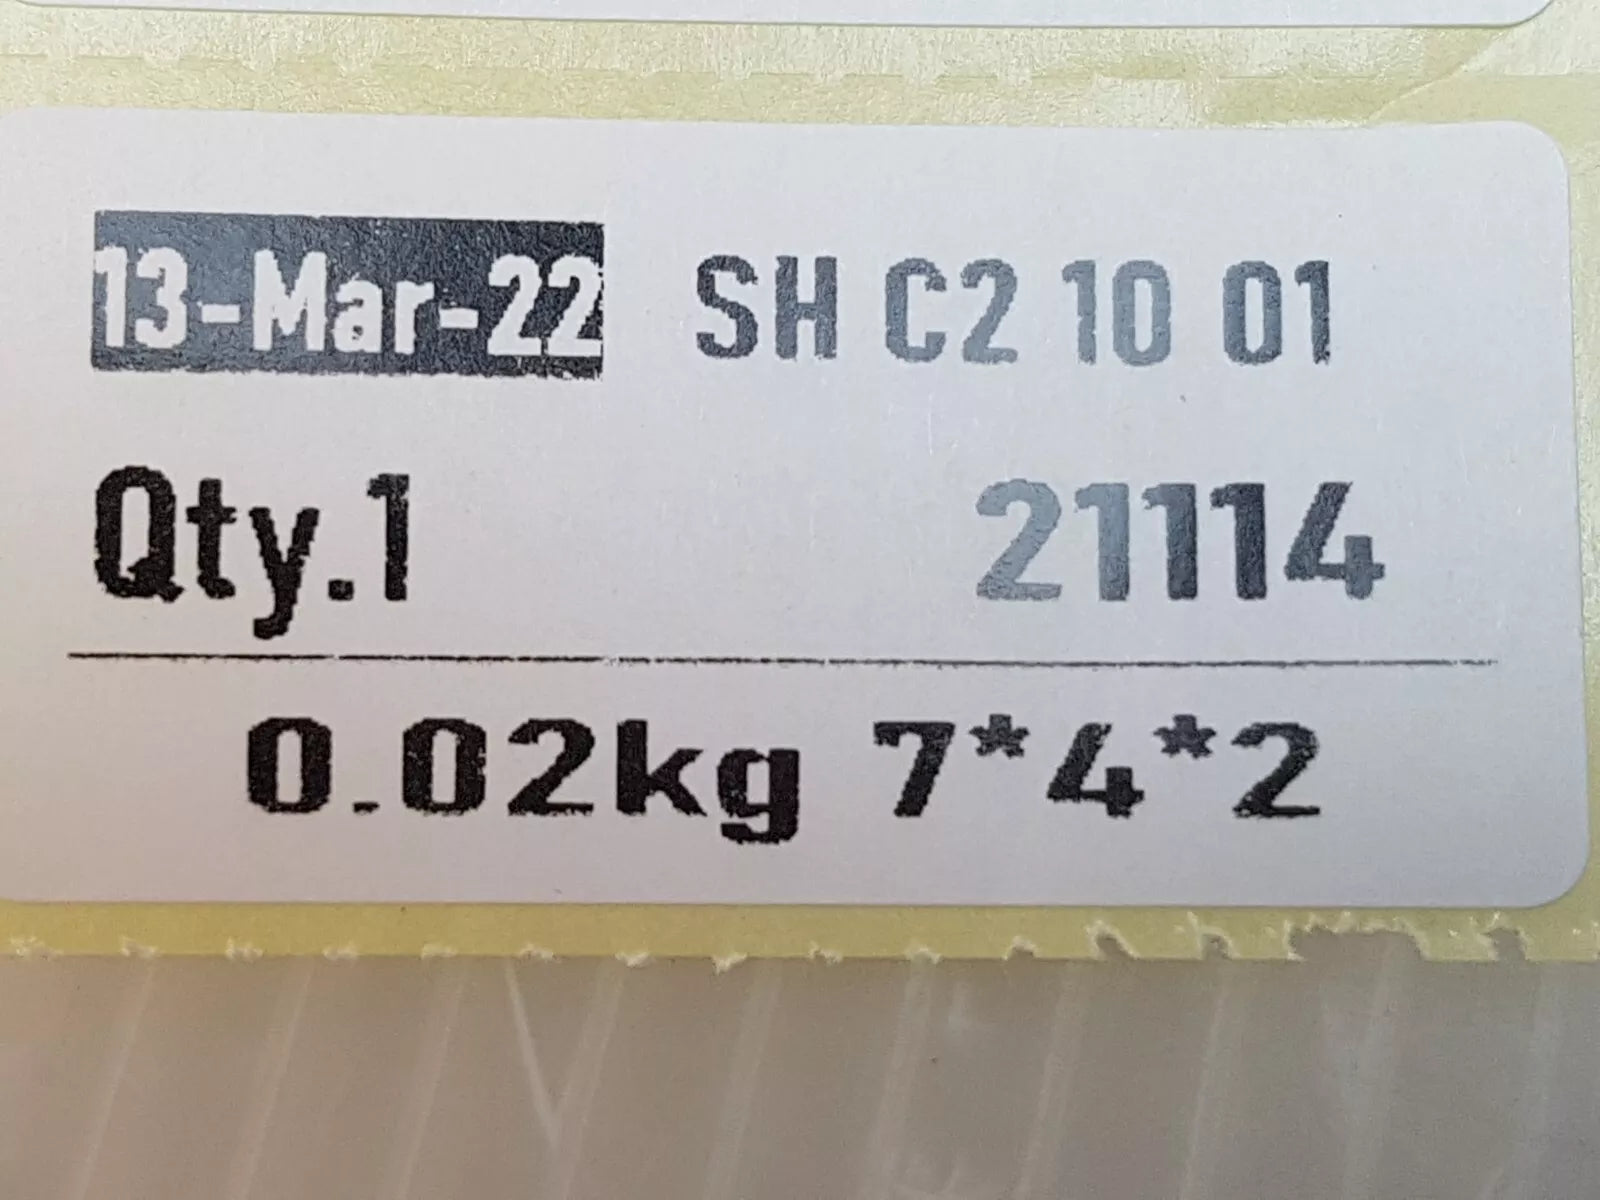 13-Mar-22 SH C2 10 01
Qty.1 21114
0.02kg 7*4*2